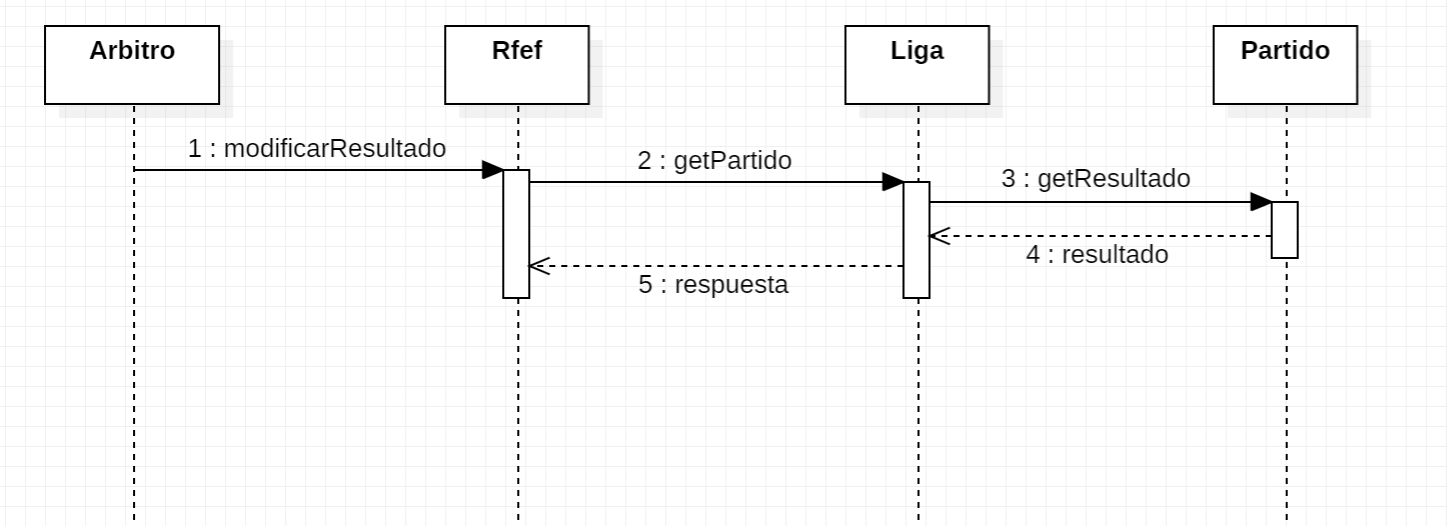 Arbitro
Rfef
Liga
Partido
1 : modificarResultado
2 : getPartido
3 : getResultado
4 : resultado
5 : respuesta